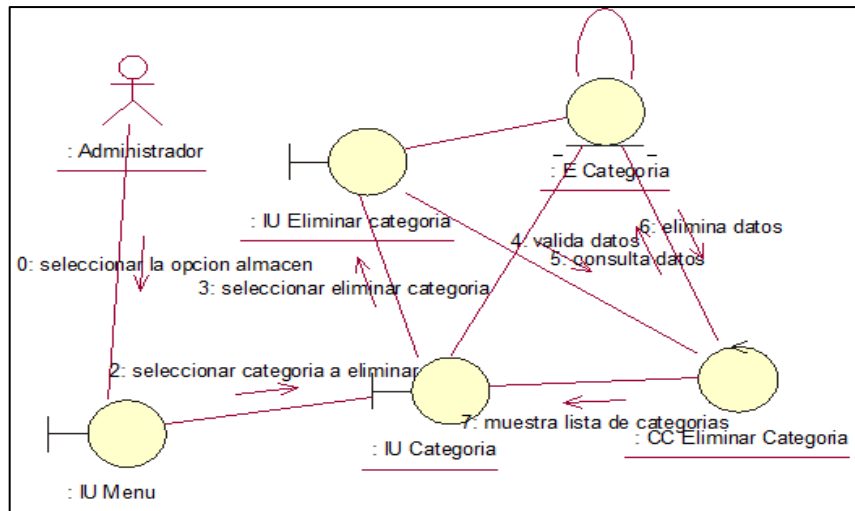 : Administrador
: E Categoria
: IU Eliminar categoria
6: elimina datos
4: valida datos
5: consulta datos
0: seleccionar la opcion almacen
3: seleccionar eliminar categoria
2: seleccionar categoria a eliminar
7: muestra lista de categorias
: IU Categoria
: CC Eliminar Categoria
: IU Menu